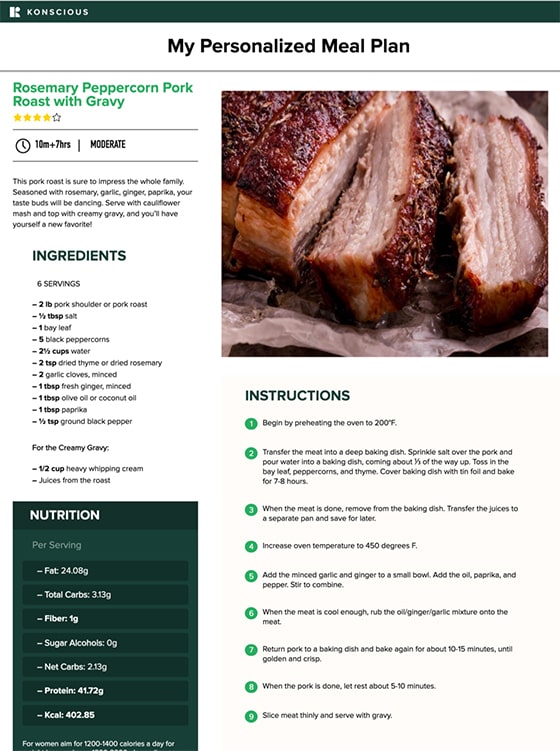 KONSCIOUS
My Personalized Meal Plan
Rosemary Peppercorn Pork
Roast with Gravy
10m+7hrs | MODERATE
This pork roast is sure to impress the whole family.
Seasoned with rosemary, garlic, ginger, paprika, your
taste buds will be dancing. Serve with cauliflower
mash and top with creamy gravy, and you'll have
yourself a new favorite!
INGREDIENTS
6 SERVINGS
– 2 lb pork shoulder or pork roast
– ½ tbsp salt
– 1 bay leaf
– 5 black peppercorns
– 2½ cups water
– 2 tsp dried thyme or dried rosemary
– 2 garlic cloves, minced
– 1 tbsp fresh ginger, minced
– 1 tbsp olive oil or coconut oil
– 1 tbsp paprika
– ½ tsp ground black pepper
For the Creamy Gravy:
– 1/2 cup heavy whipping cream
– Juices from the roast
NUTRITION
Per Serving
– Fat: 24.08g
– Total Carbs: 3.13g
– Fiber: 1g
– Sugar Alcohols: 0g
– Net Carbs: 2.13g
– Protein: 41.72g
– Kcal: 402.85
For women aim for 1200-1400 calories a day for
INSTRUCTIONS
1 Begin by preheating the oven to 200°F.
2 Transfer the meat into a deep baking dish. Sprinkle salt over the pork and
pour water into a baking dish, coming about ⅓ of the way up. Toss in the
bay leaf, peppercorns, and thyme. Cover baking dish with tin foil and bake
for 7-8 hours.
3 When the meat is done, remove from the baking dish. Transfer the juices to
a separate pan and save for later.
4 Increase oven temperature to 450 degrees F.
5 Add the minced garlic and ginger to a small bowl. Add the oil, paprika, and
pepper. Stir to combine.
6 When the meat is cool enough, rub the oil/ginger/garlic mixture onto the
meat.
7 Return pork to a baking dish and bake again for about 10-15 minutes, until
golden and crisp.
8 When the pork is done, let rest about 5-10 minutes.
9 Slice meat thinly and serve with gravy.